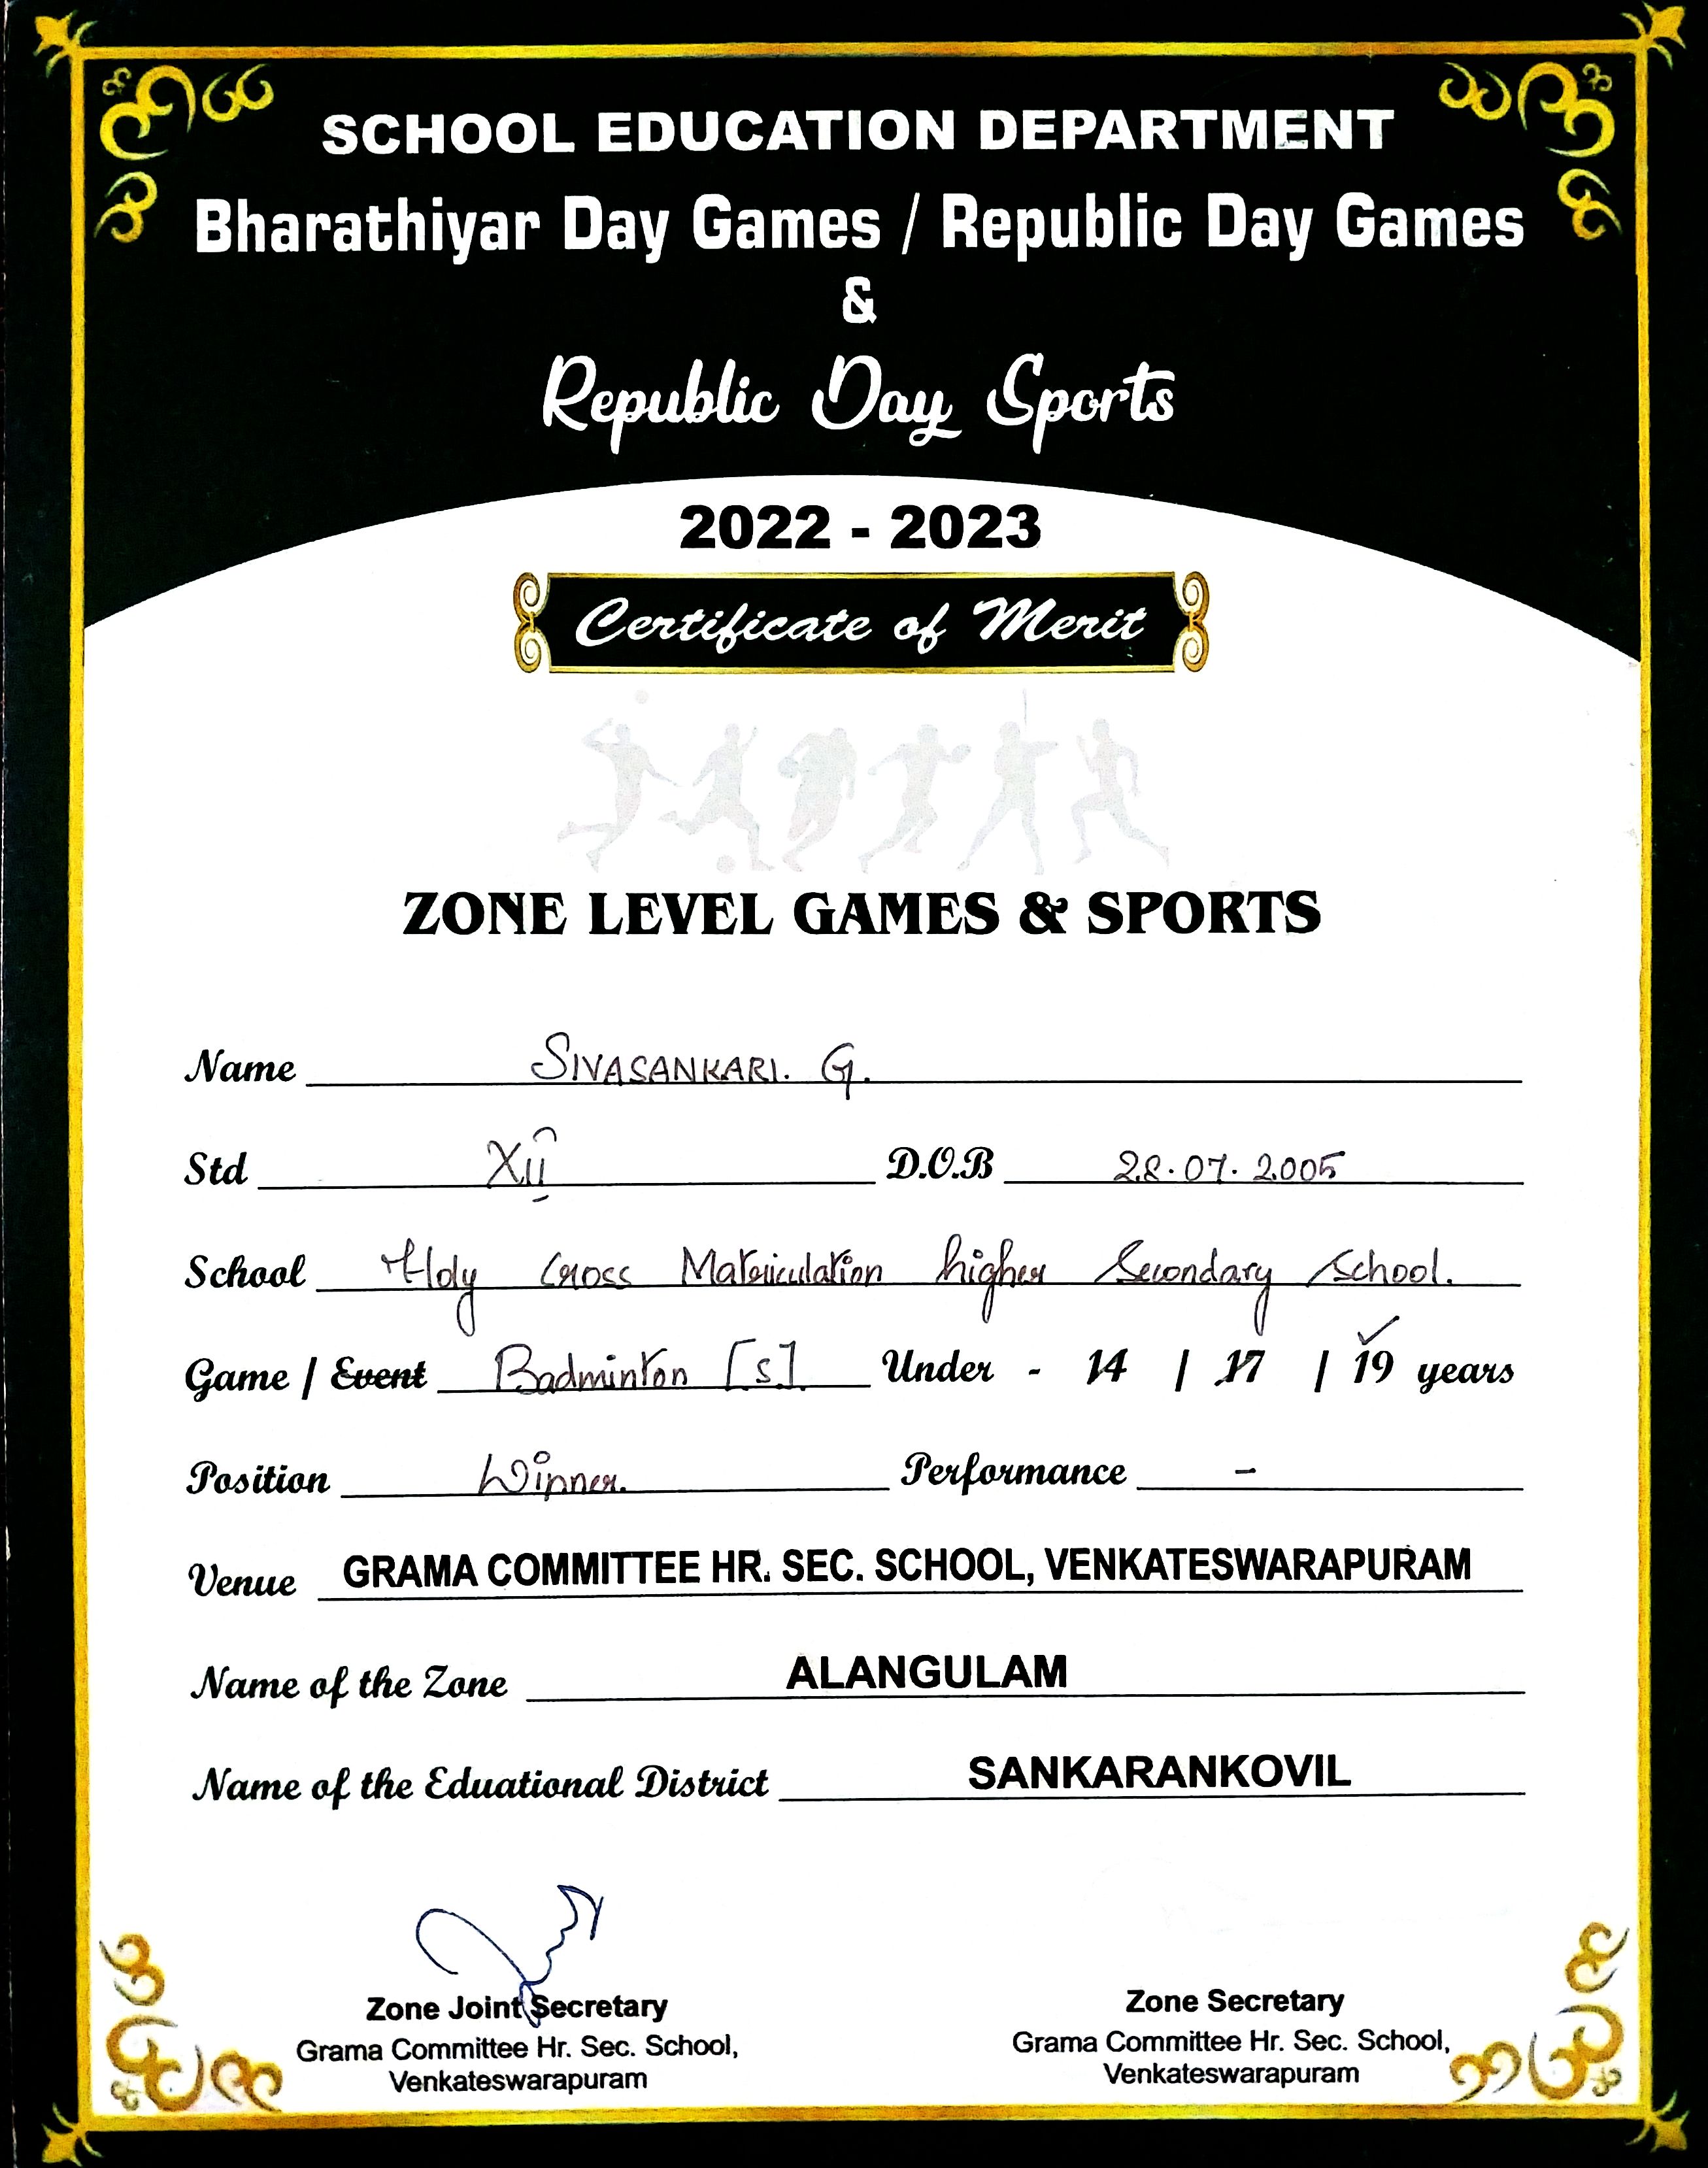 SCHOOL EDUCATION DEPARTMENT
Bharathiyar Day Games / Republic Day Games
&
Republic Day Sports
2022 - 2023
Certificate of Merit
ZONE LEVEL GAMES & SPORTS
Name SIVASANKARI. G.
Std XII D.O.B 28.07.2005
School Holy Cross Matriculation higher Secondary School.
Game / Event Badminton [s] Under - 14 / 17 / 19 years
Position Winner. Performance -
Venue GRAMA COMMITTEE HR. SEC. SCHOOL, VENKATESWARAPURAM
Name of the Zone ALANGULAM
Name of the Eduational District SANKARANKOVIL
Zone Joint Secretary
Grama Committee Hr. Sec. School,
Venkateswarapuram
Zone Secretary
Grama Committee Hr. Sec. School,
Venkateswarapuram